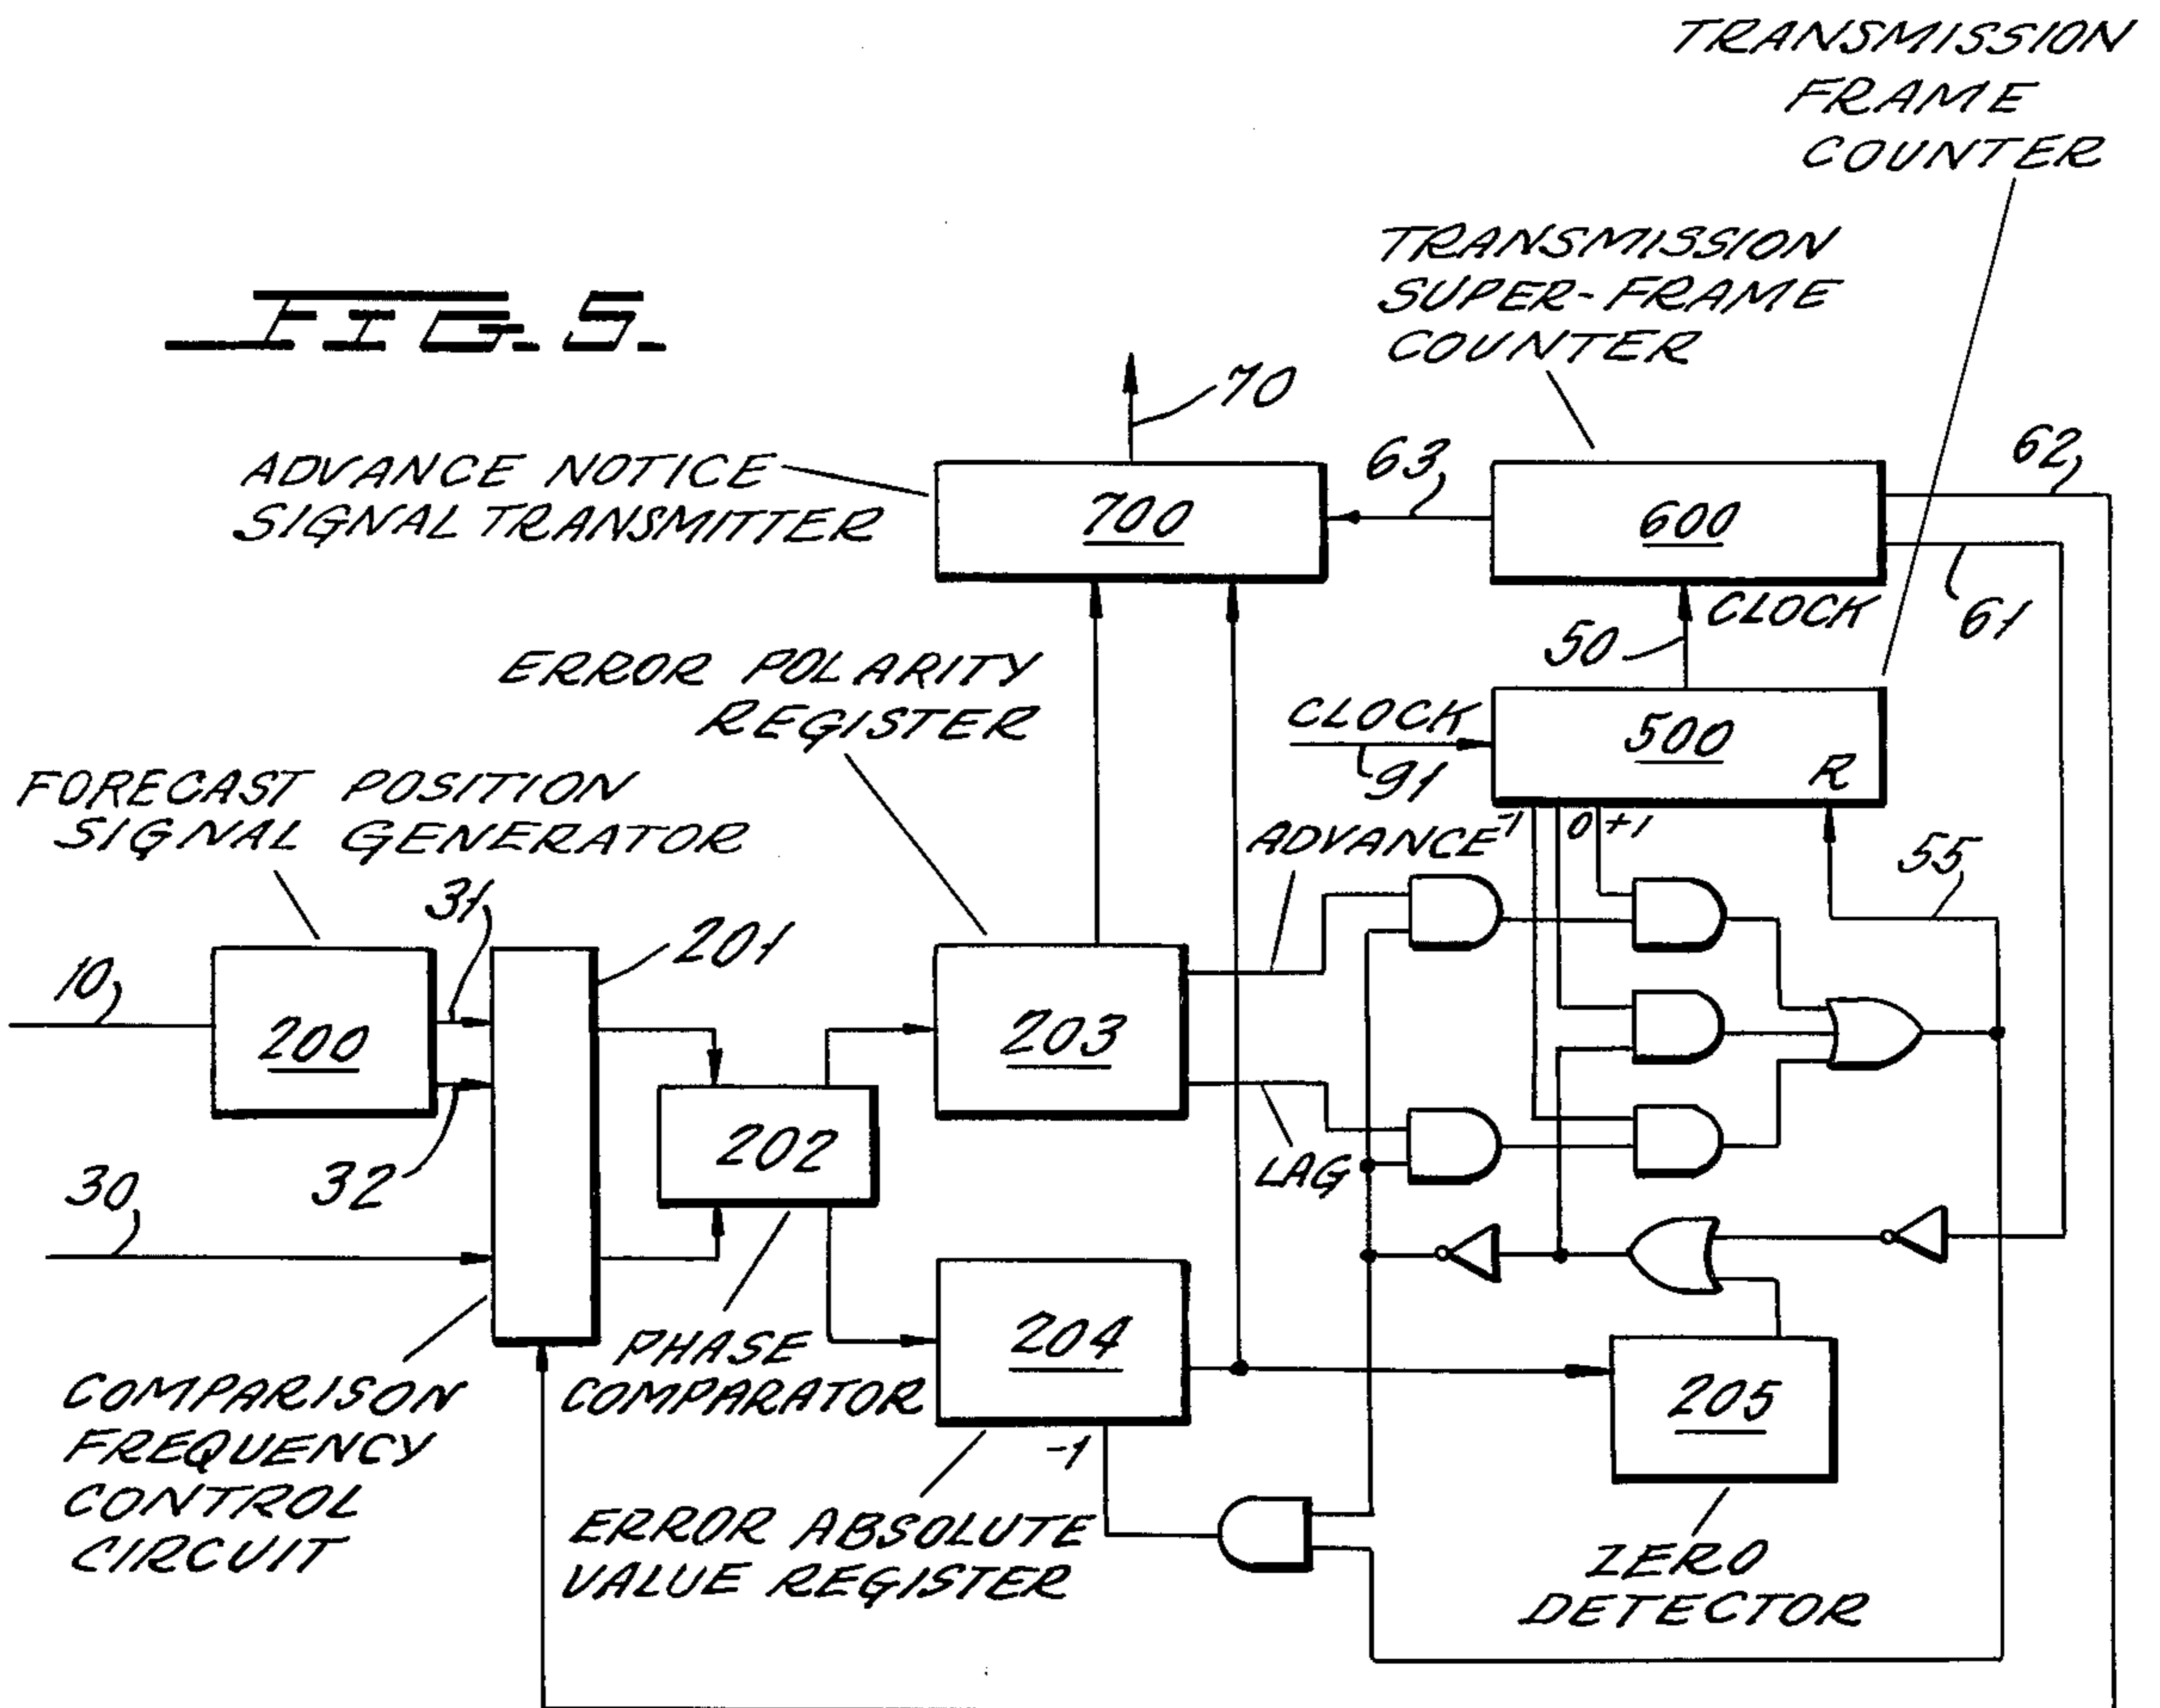 TRANSMISSION
FRAME
COUNTER
TRANSMISSION
SUPER-FRAME
COUNTER
FIG. 5.
70
ADVANCE NOTICE
SIGNAL TRANSMITTER
700
63
600
62
61
CLOCK
50
ERROR POLARITY
REGISTER
CLOCK
91
500
R
-1
0
+1
55
FORECAST POSITION
SIGNAL GENERATOR
ADVANCE
31
201
10
200
203
202
32
30
LAG
204
205
PHASE
COMPARATOR
COMPARISON
FREQUENCY
CONTROL
CIRCUIT
-1
ERROR ABSOLUTE
VALUE REGISTER
ZERO
DETECTOR